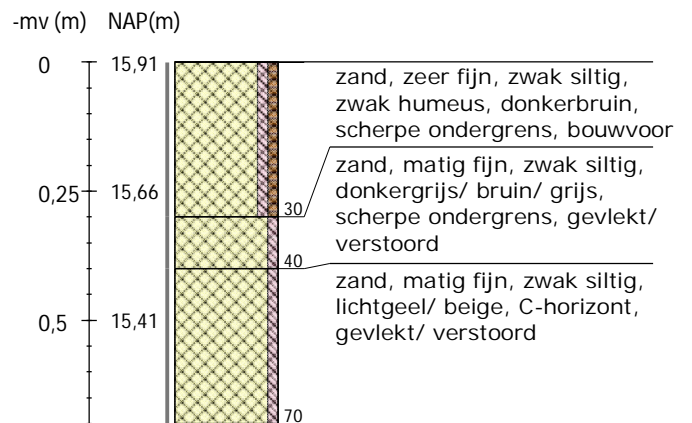 -mv (m) NAP(m)
0 15,91
zand, zeer fijn, zwak siltig,
zwak humeus, donkerbruin,
scherpe ondergrens, bouwvoor
zand, matig fijn, zwak siltig,
0,25 15,66
donkergrijs/ bruin/ grijs,
30
scherpe ondergrens, gevlekt/
verstoord
40
zand, matig fijn, zwak siltig,
lichtgeel/ beige, C-horizont,
0,5 15,41
gevlekt/ verstoord
70